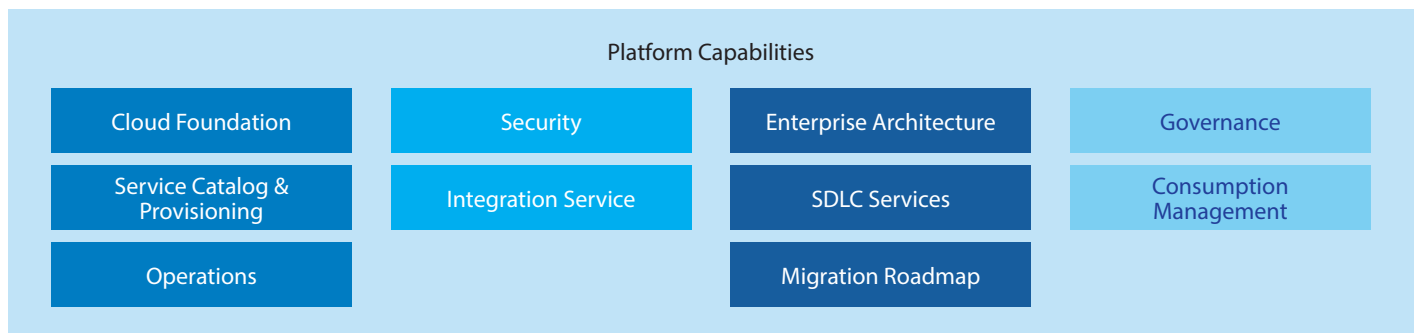 Platform Capabilities
Cloud Foundation
Security
Enterprise Architecture
Governance
Service Catalog &
Provisioning
Integration Service
SDLC Services
Consumption
Management
Operations
Migration Roadmap